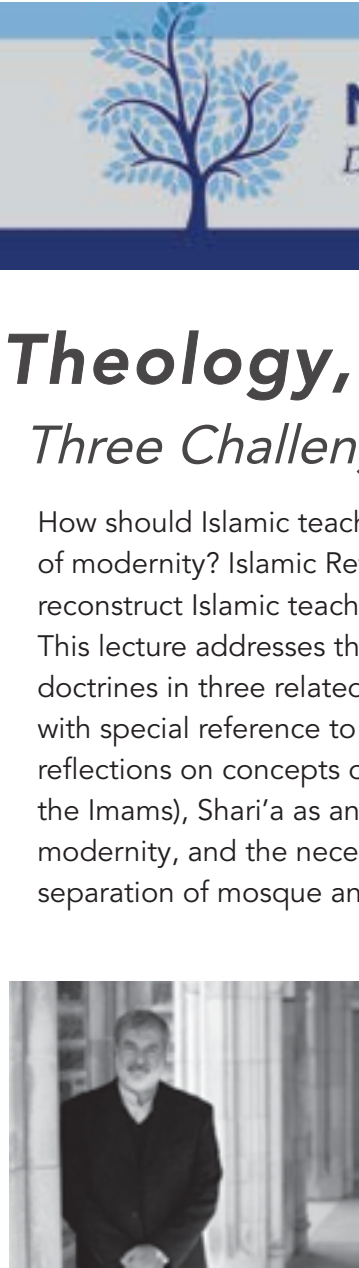 N
D
Theology,
Three Challen
How should Islamic teach
of modernity? Islamic Re
reconstruct Islamic teach
This lecture addresses th
doctrines in three related
with special reference to
reflections on concepts o
the Imams), Shari’a as an
modernity, and the nece
separation of mosque an